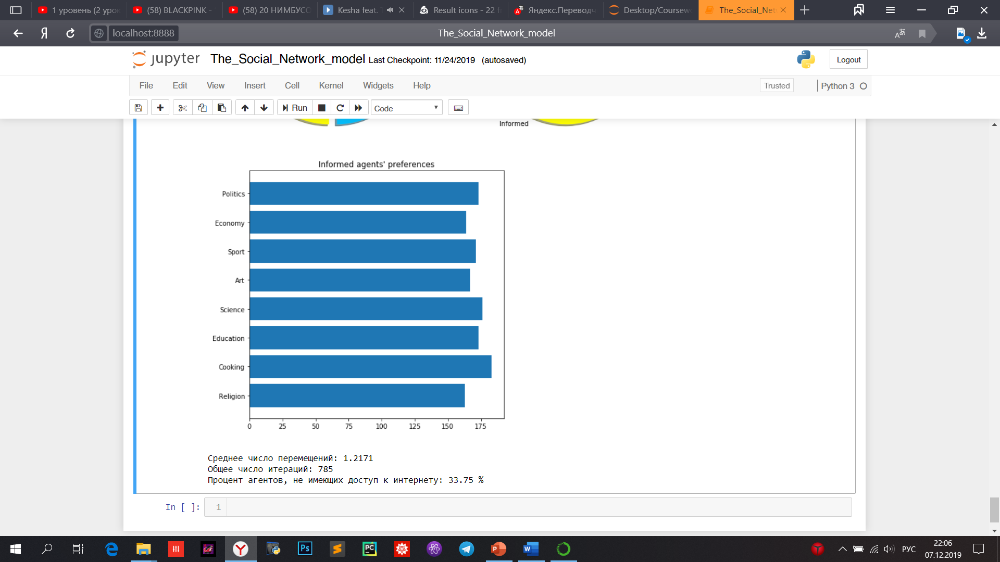 1 уровень (2 урок
(58) BLACKPINK -
(58) 20 НИМБУСО
Kesha feat.
Result icons - 22 f
Яндекс.Переводч
Desktop/Coursew
The_Social_Net
localhost:8888
The_Social_Network_model
jupyter The_Social_Network_model Last Checkpoint: 11/24/2019 (autosaved)
Logout
File Edit View Insert Cell Kernel Widgets Help
Trusted Python 3
Run Code
Informed
Informed agents' preferences
Politics
Economy
Sport
Art
Science
Education
Cooking
Religion
0 25 50 75 100 125 150 175
Среднее число перемещений: 1.2171
Общее число итераций: 785
Процент агентов, не имеющих доступ к интернету: 33.75 %
In [ ]: 1
РУС
22:06
07.12.2019